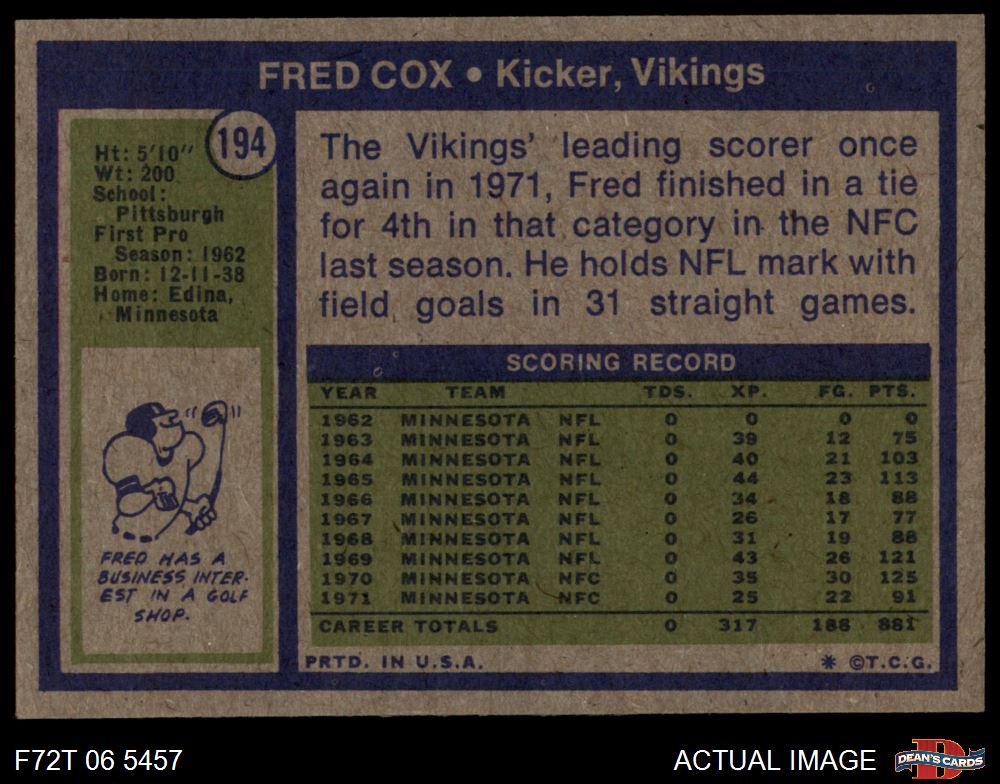 FRED COX • Kicker, Vikings
194
Ht: 5'10"
Wt: 200
School:
Pittsburgh
First Pro
Season: 1962
Born: 12-11-38
Home: Edina,
Minnesota
FRED HAS A
BUSINESS INTER-
EST IN A GOLF
SHOP.
The Vikings' leading scorer once
again in 1971, Fred finished in a tie
for 4th in that category in the NFC
last season. He holds NFL mark with
field goals in 31 straight games.
SCORING RECORD
YEAR TEAM TDS. XP. FG. PTS.
1962 MINNESOTA NFL 0 0 0 0
1963 MINNESOTA NFL 0 39 12 75
1964 MINNESOTA NFL 0 40 21 103
1965 MINNESOTA NFL 0 44 23 113
1966 MINNESOTA NFL 0 34 18 88
1967 MINNESOTA NFL 0 26 17 77
1968 MINNESOTA NFL 0 31 19 88
1969 MINNESOTA NFL 0 43 26 121
1970 MINNESOTA NFC 0 35 30 125
1971 MINNESOTA NFC 0 25 22 91
CAREER TOTALS 0 317 188 881
PRTD. IN U.S.A. * ©T.C.G.
F72T 06 5457 ACTUAL IMAGE
DEAN'S CARDS